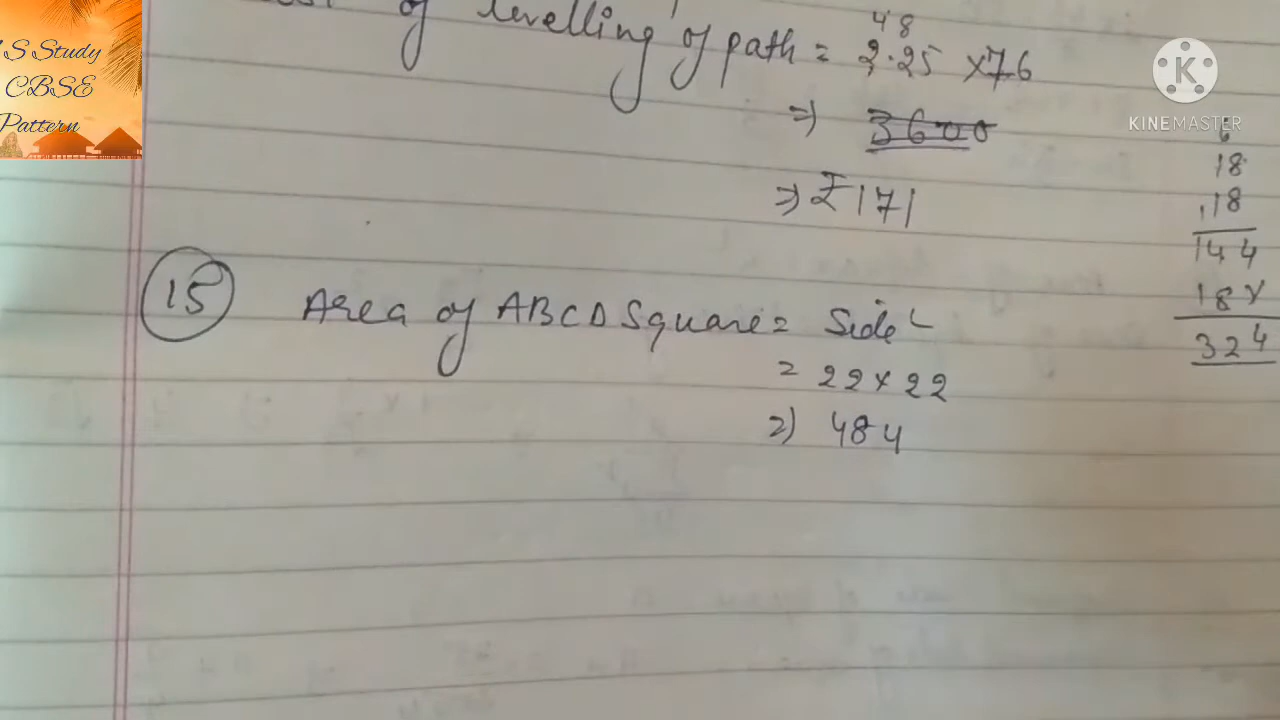 of levelling of path = 2.25 × 76
48
⇒ 3600
⇒ ₹171
15 Area of ABCD Square = Side²
= 22 × 22
⇒ 484
18
18
144
18×
324
S Study
CBSE
Pattern
K
KINEMASTER